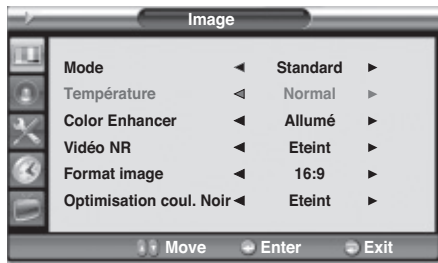 Image
Mode ◄ Standard ►
Température ◄ Normal ►
Color Enhancer ◄ Allumé ►
Vidéo NR ◄ Eteint ►
Format image ◄ 16:9 ►
Optimisation coul. Noir ◄ Eteint ►
Move Enter Exit